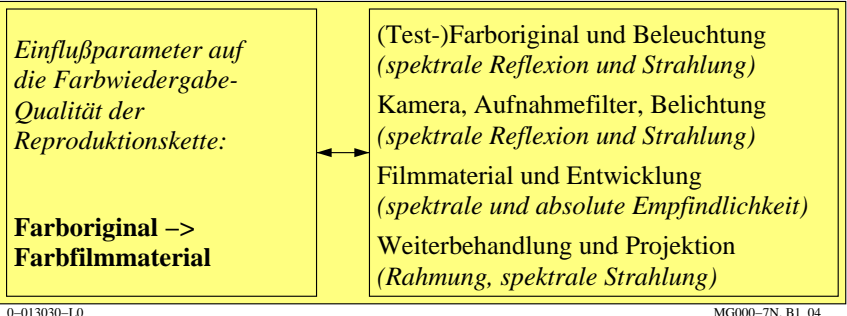 Einflußparameter auf
die Farbwiedergabe-
Qualität der
Reproduktionskette:
Farboriginal −>
Farbfilmmaterial
(Test-)Farboriginal und Beleuchtung
(spektrale Reflexion und Strahlung)
Kamera, Aufnahmefilter, Belichtung
(spektrale Reflexion und Strahlung)
Filmmaterial und Entwicklung
(spektrale und absolute Empfindlichkeit)
Weiterbehandlung und Projektion
(Rahmung, spektrale Strahlung)
0−013030−L0
MG000−7N, B1_04